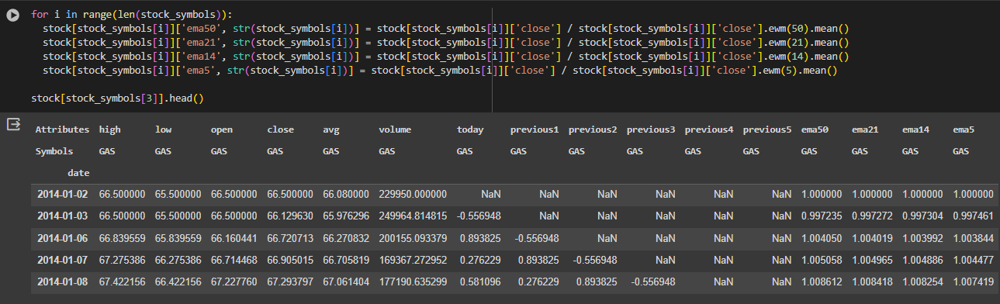 for i in range(len(stock_symbols)):
  stock[stock_symbols[i]]['ema50', str(stock_symbols[i])] = stock[stock_symbols[i]]['close'] / stock[stock_symbols[i]]['close'].ewm(50).mean()
  stock[stock_symbols[i]]['ema21', str(stock_symbols[i])] = stock[stock_symbols[i]]['close'] / stock[stock_symbols[i]]['close'].ewm(21).mean()
  stock[stock_symbols[i]]['ema14', str(stock_symbols[i])] = stock[stock_symbols[i]]['close'] / stock[stock_symbols[i]]['close'].ewm(14).mean()
  stock[stock_symbols[i]]['ema5', str(stock_symbols[i])] = stock[stock_symbols[i]]['close'] / stock[stock_symbols[i]]['close'].ewm(5).mean()
stock[stock_symbols[3]].head()
Attributes high low open close avg volume today previous1 previous2 previous3 previous4 previous5 ema50 ema21 ema14 ema5
Symbols GAS GAS GAS GAS GAS GAS GAS GAS GAS GAS GAS GAS GAS GAS GAS GAS
date
2014-01-02 66.500000 65.500000 66.500000 66.500000 66.080000 229950.000000 NaN NaN NaN NaN NaN NaN 1.000000 1.000000 1.000000 1.000000
2014-01-03 66.500000 65.500000 66.500000 66.129630 65.976296 249964.814815 -0.556948 NaN NaN NaN NaN NaN 0.997235 0.997272 0.997304 0.997461
2014-01-06 66.839559 65.839559 66.160441 66.720713 66.270832 200155.093379 0.893825 -0.556948 NaN NaN NaN NaN 1.004050 1.004019 1.003992 1.003844
2014-01-07 67.275386 66.275386 66.714468 66.905015 66.705819 169367.272952 0.276229 0.893825 -0.556948 NaN NaN NaN 1.005058 1.004965 1.004886 1.004477
2014-01-08 67.422156 66.422156 67.227760 67.293797 67.061404 177190.635299 0.581096 0.276229 0.893825 -0.556948 NaN NaN 1.008612 1.008418 1.008254 1.007419